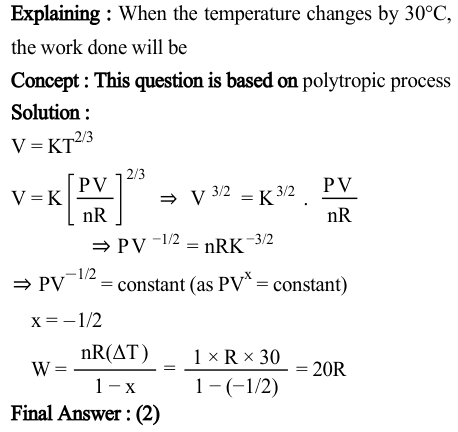 Explaining : When the temperature changes by 30°C,
the work done will be
Concept : This question is based on polytropic process
Solution :
V = KT^{2/3}
V = K [PV/nR]^{2/3} ⇒ V^{3/2} = K^{3/2} . PV/nR
⇒ PV^{−1/2} = nRK^{−3/2}
⇒ PV^{−1/2} = constant (as PV^{x} = constant)
x = −1/2
W = nR(ΔT)/(1 − x) = (1 × R × 30)/(1 − (−1/2)) = 20R
Final Answer : (2)